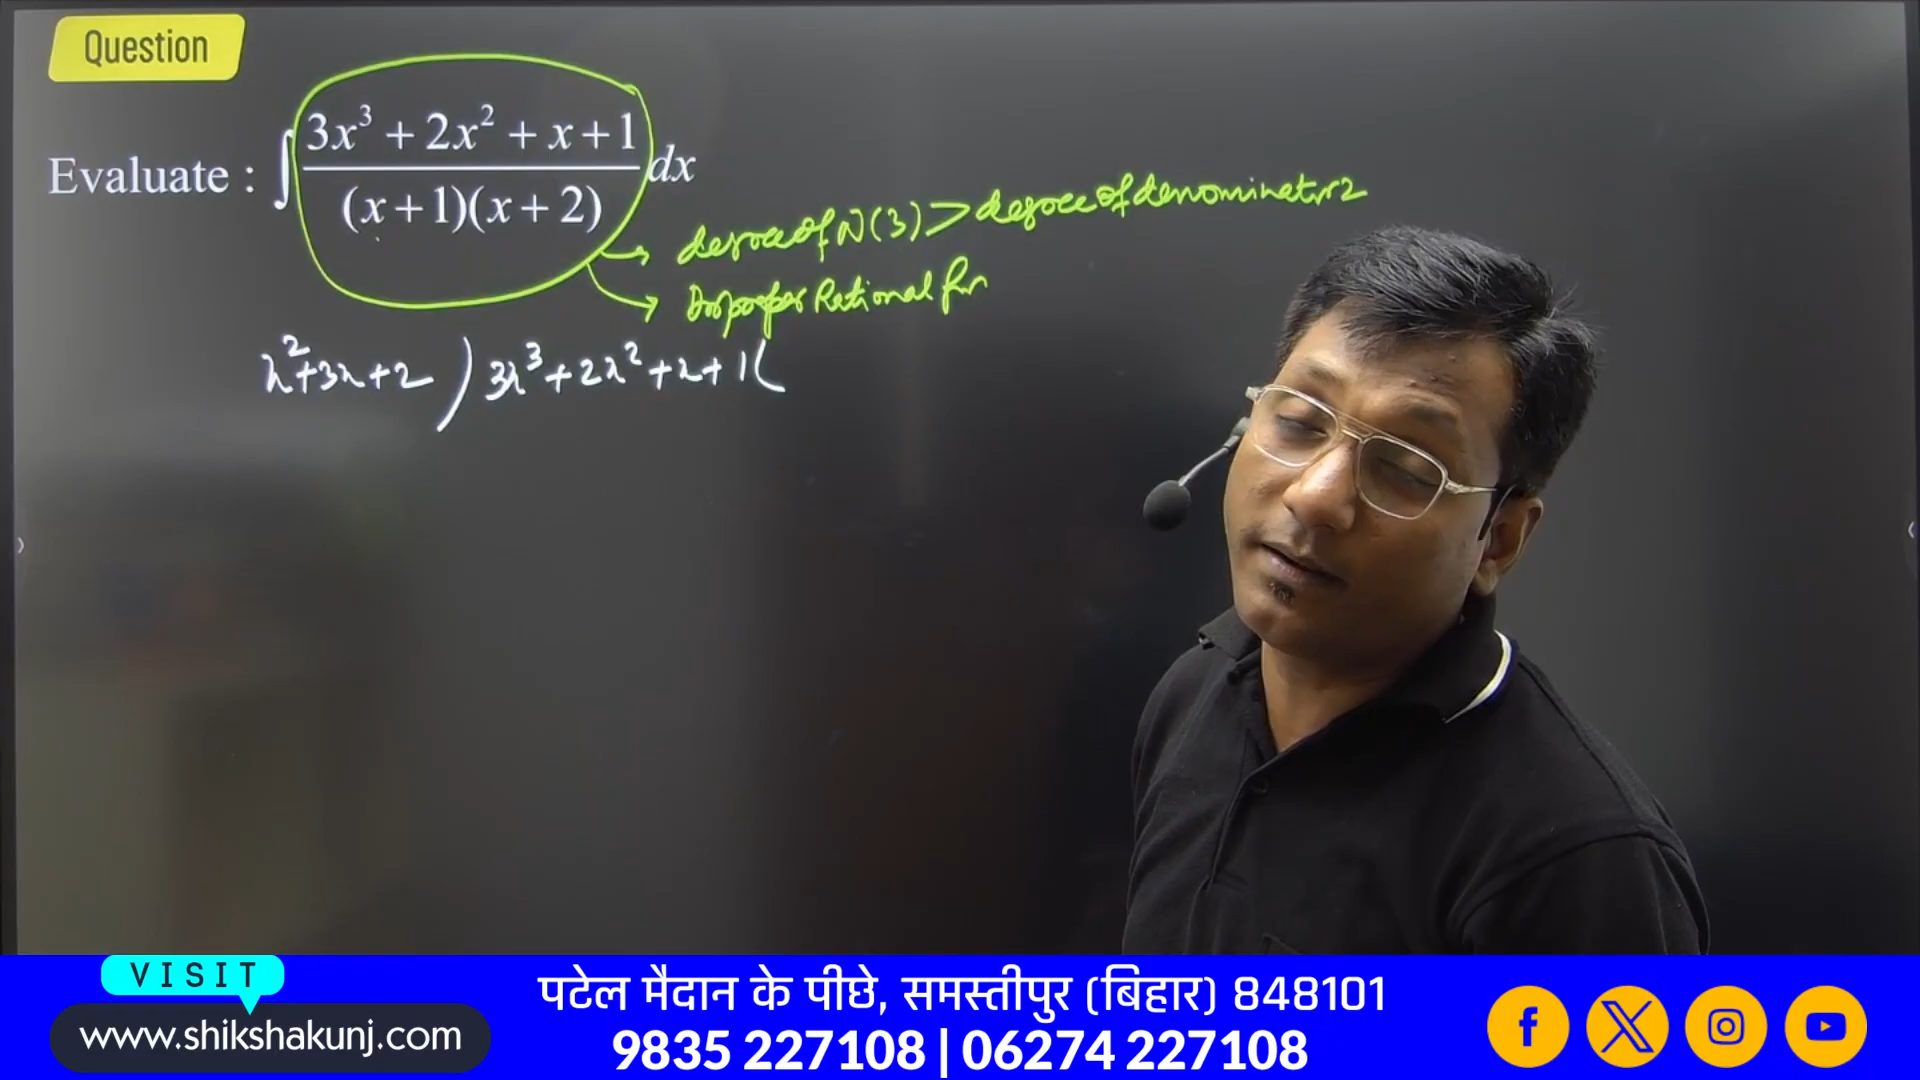 Question
Evaluate : ∫ (3x³ + 2x² + x + 1) / ((x + 1)(x + 2)) dx
degree of N(3) > degree of denominator 2
Improper Rational fn
x²+3x+2 ) 3x³+2x²+x+1 (
VISIT
www.shikshakunj.com
पटेल मैदान के पीछे, समस्तीपुर (बिहार) 848101
9835 227108 | 06274 227108